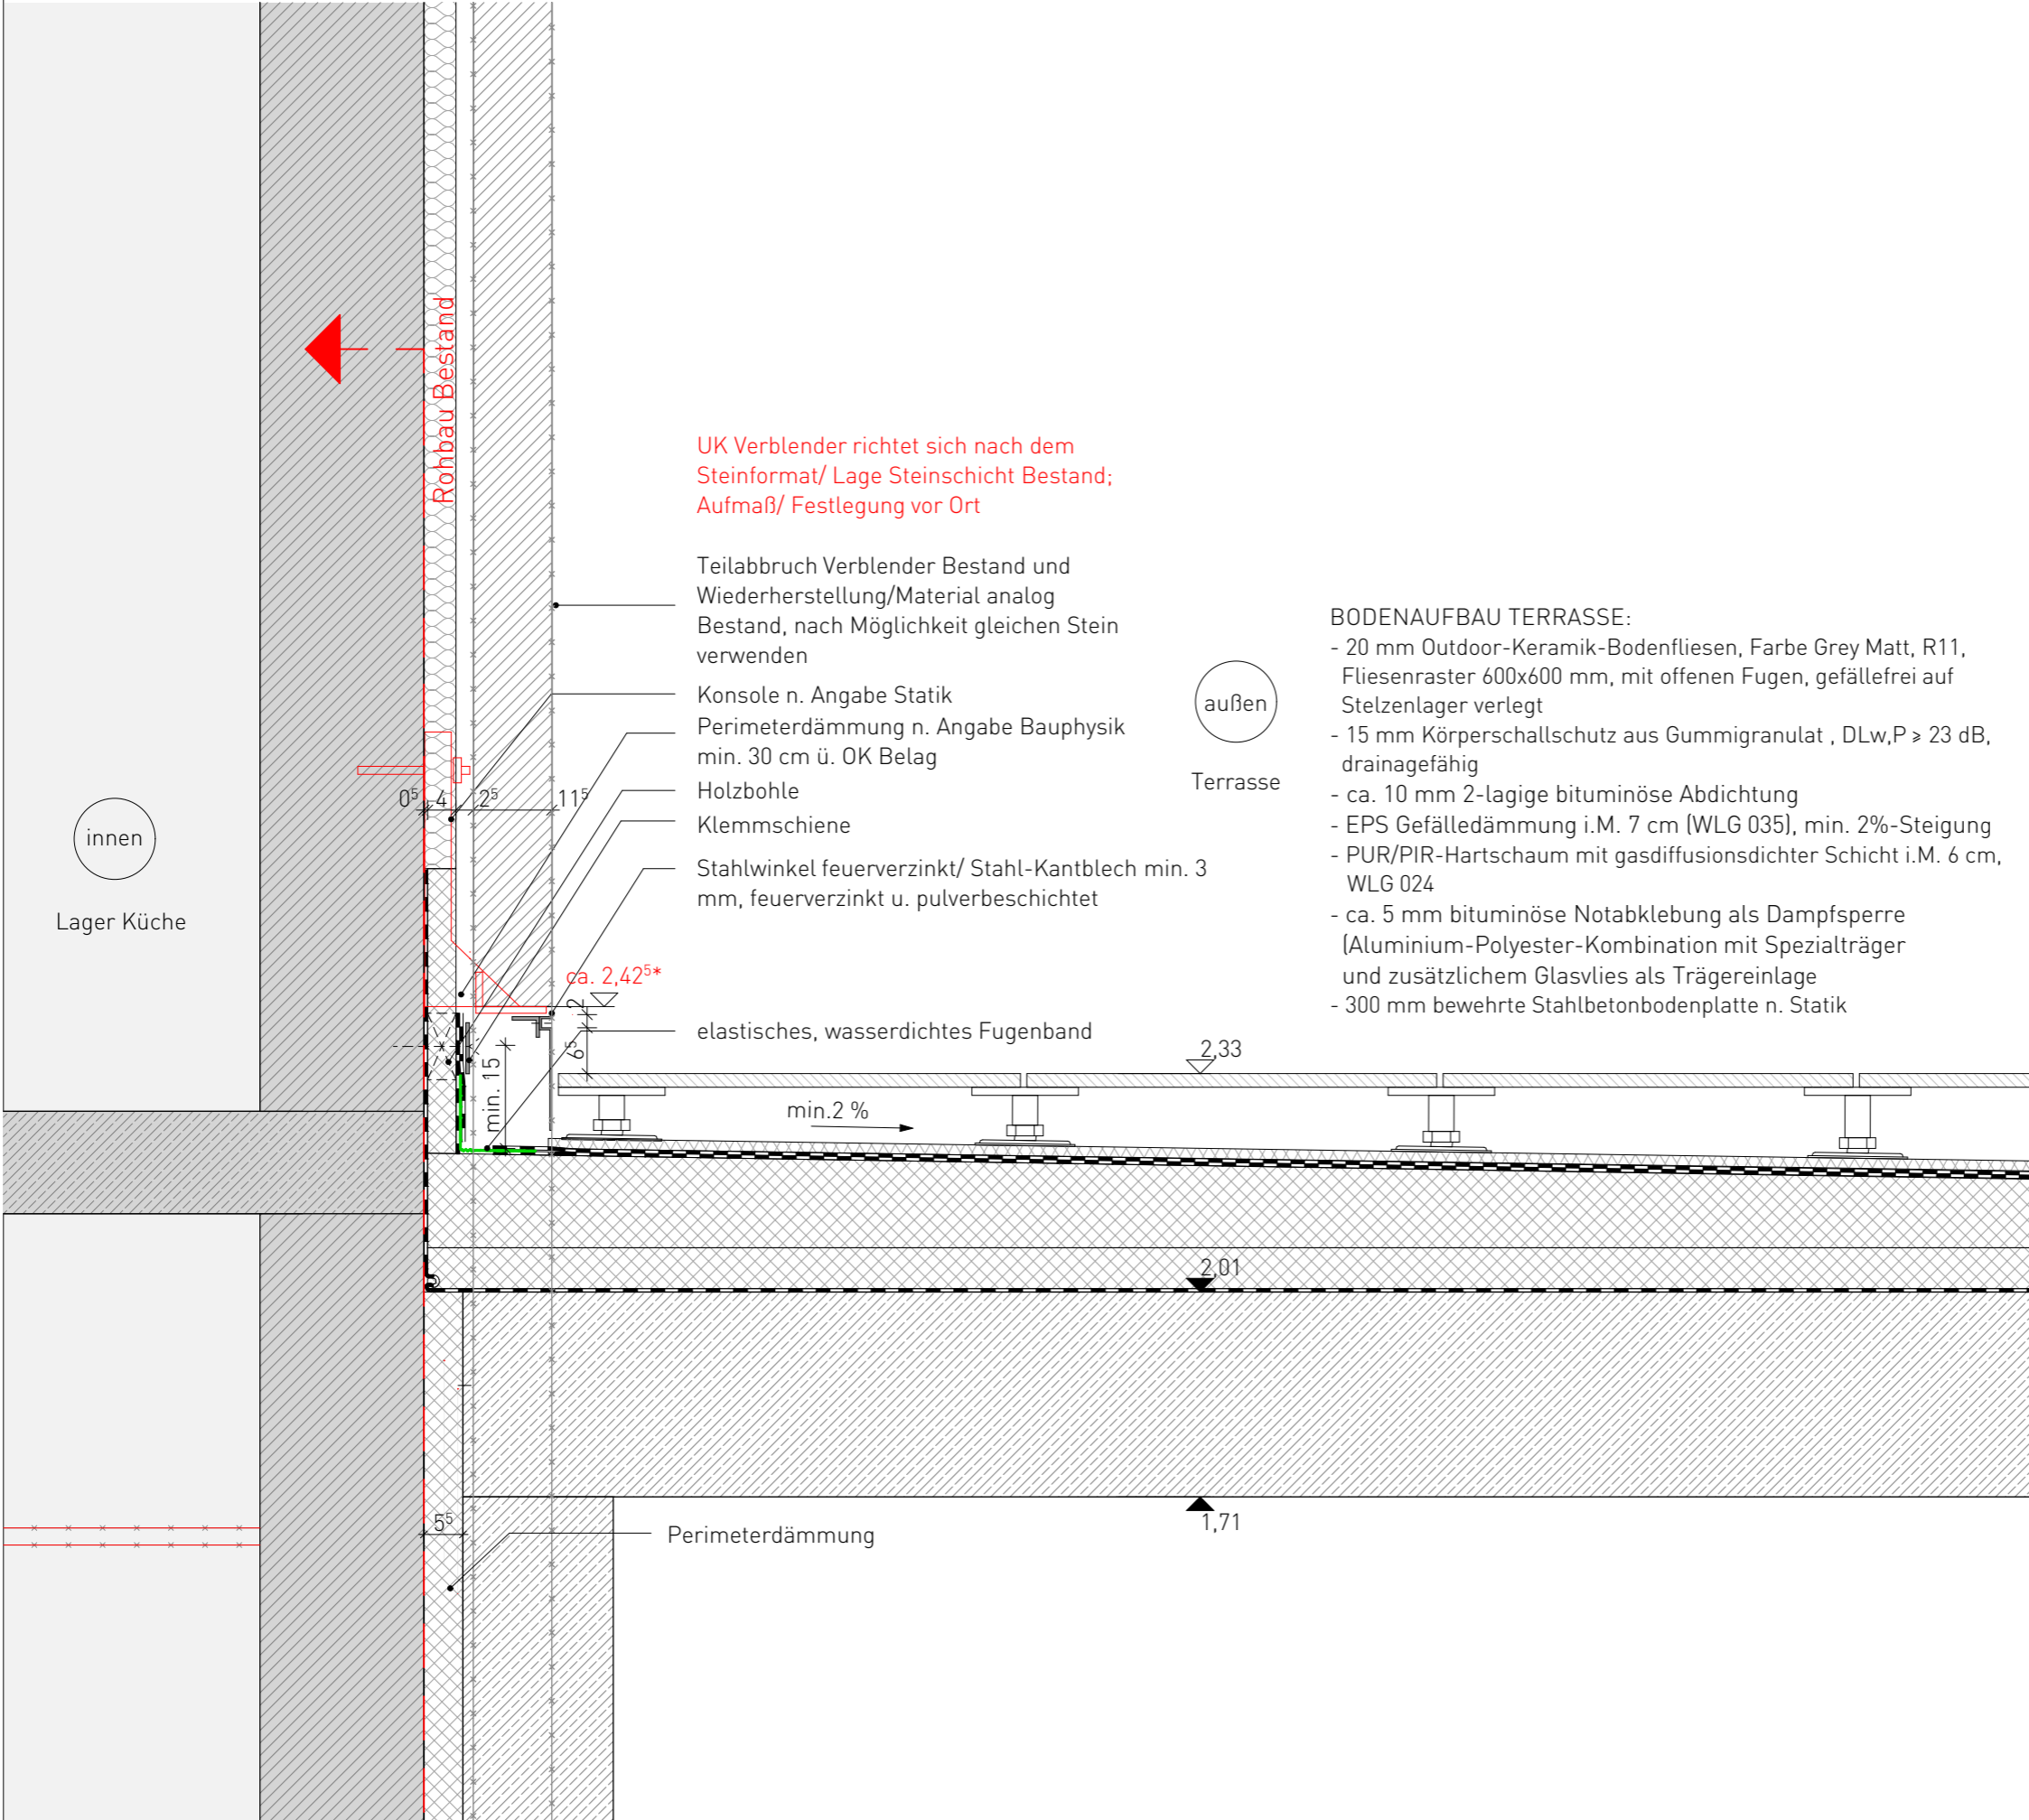 Rohbau Bestand
UK Verblender richtet sich nach dem
Steinformat/ Lage Steinschicht Bestand;
Aufmaß/ Festlegung vor Ort
Teilabbruch Verblender Bestand und
Wiederherstellung/Material analog
Bestand, nach Möglichkeit gleichen Stein
verwenden
Konsole n. Angabe Statik
Perimeterdämmung n. Angabe Bauphysik
min. 30 cm ü. OK Belag
Holzbohle
Klemmschiene
Stahlwinkel feuerverzinkt/ Stahl-Kantblech min. 3
mm, feuerverzinkt u. pulverbeschichtet
elastisches, wasserdichtes Fugenband
außen
Terrasse
BODENAUFBAU TERRASSE:
- 20 mm Outdoor-Keramik-Bodenfliesen, Farbe Grey Matt, R11,
Fliesenraster 600x600 mm, mit offenen Fugen, gefällefrei auf
Stelzenlager verlegt
- 15 mm Körperschallschutz aus Gummigranulat , DLw,P ≥ 23 dB,
drainagefähig
- ca. 10 mm 2-lagige bituminöse Abdichtung
- EPS Gefälledämmung i.M. 7 cm (WLG 035), min. 2%-Steigung
- PUR/PIR-Hartschaum mit gasdiffusionsdichter Schicht i.M. 6 cm,
WLG 024
- ca. 5 mm bituminöse Notabklebung als Dampfsperre
(Aluminium-Polyester-Kombination mit Spezialträger
und zusätzlichem Glasvlies als Trägereinlage
- 300 mm bewehrte Stahlbetonbodenplatte n. Statik
innen
Lager Küche
0⁵ 4 2⁵ 11⁵
ca. 2,42⁵*
2
6⁵
min. 15
2,33
min.2 %
2,01
1,71
5⁵
Perimeterdämmung